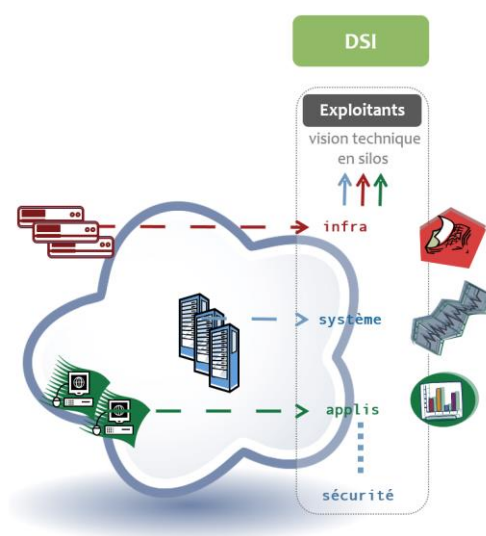 DSI
Exploitants
vision technique
en silos
infra
système
applis
sécurité